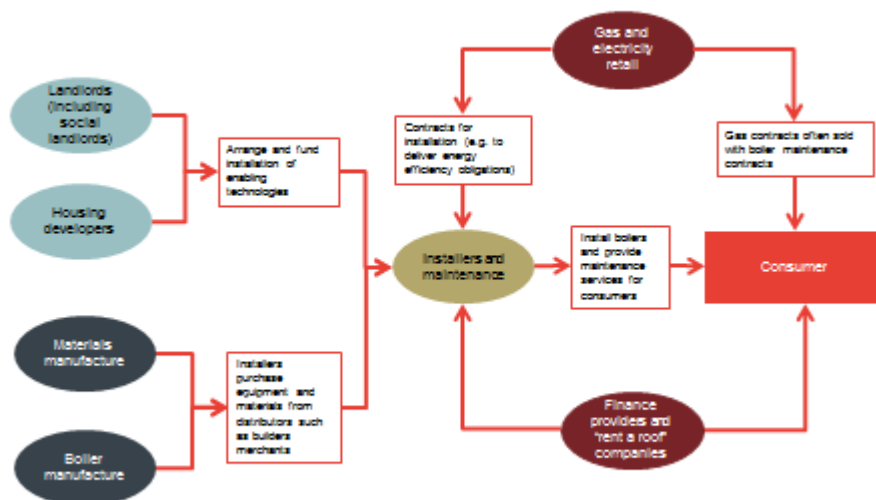 Gas and
electricity
retail
Landlords
(including
social
landlords)
Contracts for
installation (e.g. to
deliver energy
efficiency obligations)
Gas contracts often sold
with boiler maintenance
contracts
Arrange and fund
installation of
enabling
technologies
Housing
developers
Installers and
maintenance
Install boilers
and provide
maintenance
services for
consumers
Consumer
Materials
manufacture
Installers
purchase
equipment and
materials from
distributors such
as builders
merchants
Finance
providers and
"rent a roof"
companies
Boiler
manufacture